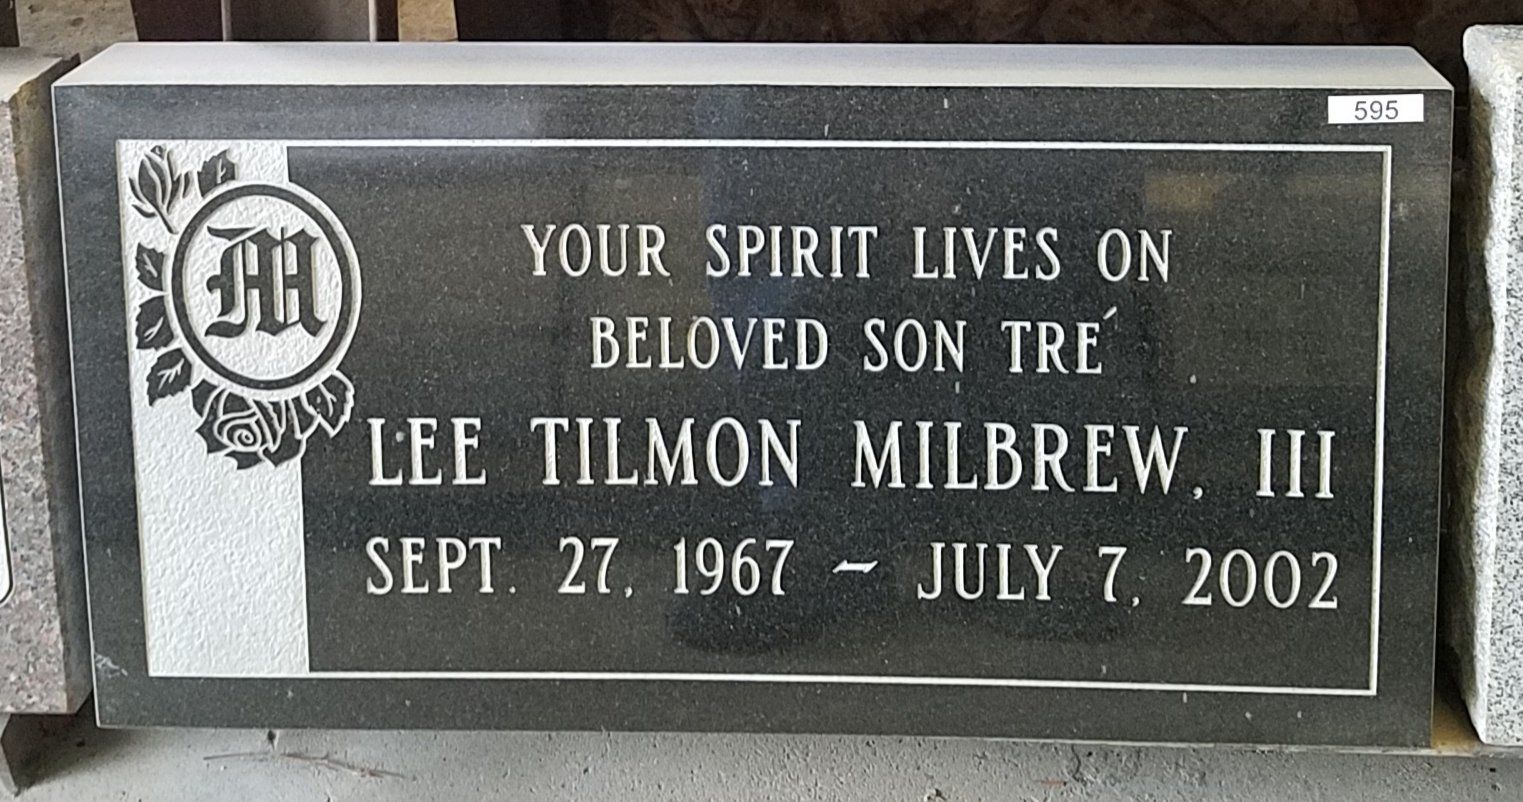 595
M
YOUR SPIRIT LIVES ON
BELOVED SON TRÉ
LEE TILMON MILBREW, III
SEPT. 27, 1967 ~ JULY 7, 2002